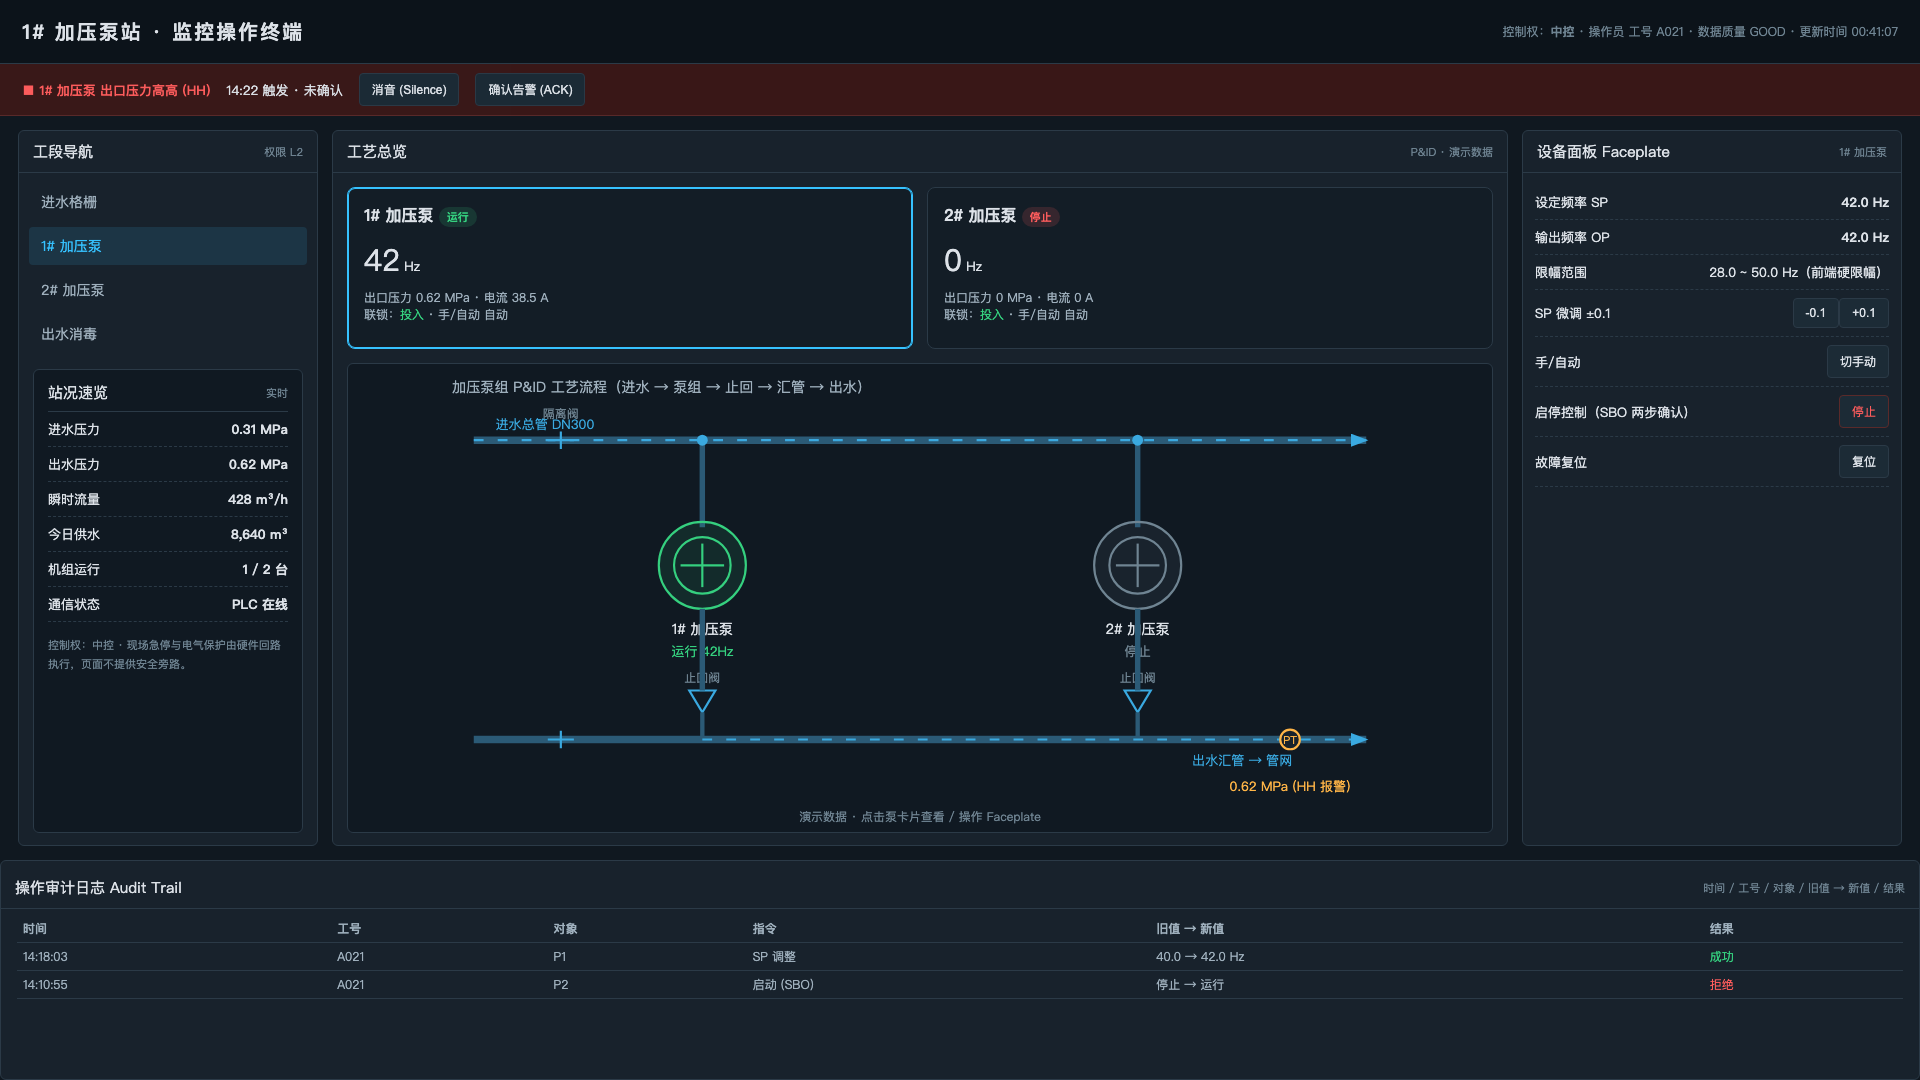 1# 加压泵站 · 监控操作终端
控制权：中控 · 操作员 工号 A021 · 数据质量 GOOD · 更新时间 00:41:07
1# 加压泵 出口压力高高 (HH) 14:22 触发 · 未确认 消音 (Silence) 确认告警 (ACK)
工段导航 权限 L2
进水格栅
1# 加压泵
2# 加压泵
出水消毒
站况速览 实时
进水压力 0.31 MPa
出水压力 0.62 MPa
瞬时流量 428 m³/h
今日供水 8,640 m³
机组运行 1 / 2 台
通信状态 PLC 在线
控制权：中控 · 现场急停与电气保护由硬件回路
执行，页面不提供安全旁路。
工艺总览 P&ID · 演示数据
1# 加压泵 运行
42 Hz
出口压力 0.62 MPa · 电流 38.5 A
联锁：投入 · 手/自动 自动
2# 加压泵 停止
0 Hz
出口压力 0 MPa · 电流 0 A
联锁：投入 · 手/自动 自动
加压泵组 P&ID 工艺流程（进水 → 泵组 → 止回 → 汇管 → 出水）
隔离阀
进水总管 DN300
1# 加压泵
运行 42Hz
止回阀
2# 加压泵
停止
止回阀
PT
出水汇管 → 管网
0.62 MPa (HH 报警)
演示数据 · 点击泵卡片查看 / 操作 Faceplate
设备面板 Faceplate 1# 加压泵
设定频率 SP 42.0 Hz
输出频率 OP 42.0 Hz
限幅范围 28.0 ~ 50.0 Hz（前端硬限幅）
SP 微调 ±0.1 -0.1 +0.1
手/自动 切手动
启停控制（SBO 两步确认） 停止
故障复位 复位
操作审计日志 Audit Trail 时间 / 工号 / 对象 / 旧值 → 新值 / 结果
时间 工号 对象 指令 旧值 → 新值 结果
14:18:03 A021 P1 SP 调整 40.0 → 42.0 Hz 成功
14:10:55 A021 P2 启动 (SBO) 停止 → 运行 拒绝